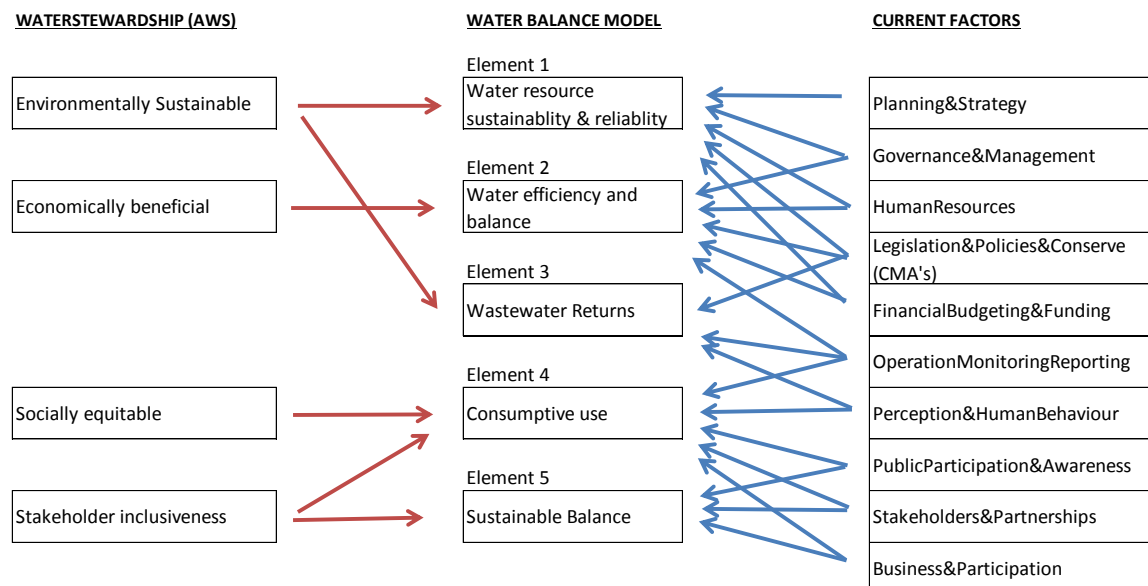 WATERSTEWARDSHIP (AWS)
WATER BALANCE MODEL
CURRENT FACTORS
Environmentally Sustainable
Economically beneficial
Socially equitable
Stakeholder inclusiveness
Element 1
Water resource
sustainablity & reliablity
Element 2
Water efficiency and
balance
Element 3
Wastewater Returns
Element 4
Consumptive use
Element 5
Sustainable Balance
Planning&Strategy
Governance&Management
HumanResources
Legislation&Policies&Conserve
(CMA's)
FinancialBudgeting&Funding
OperationMonitoringReporting
Perception&HumanBehaviour
PublicParticipation&Awareness
Stakeholders&Partnerships
Business&Participation